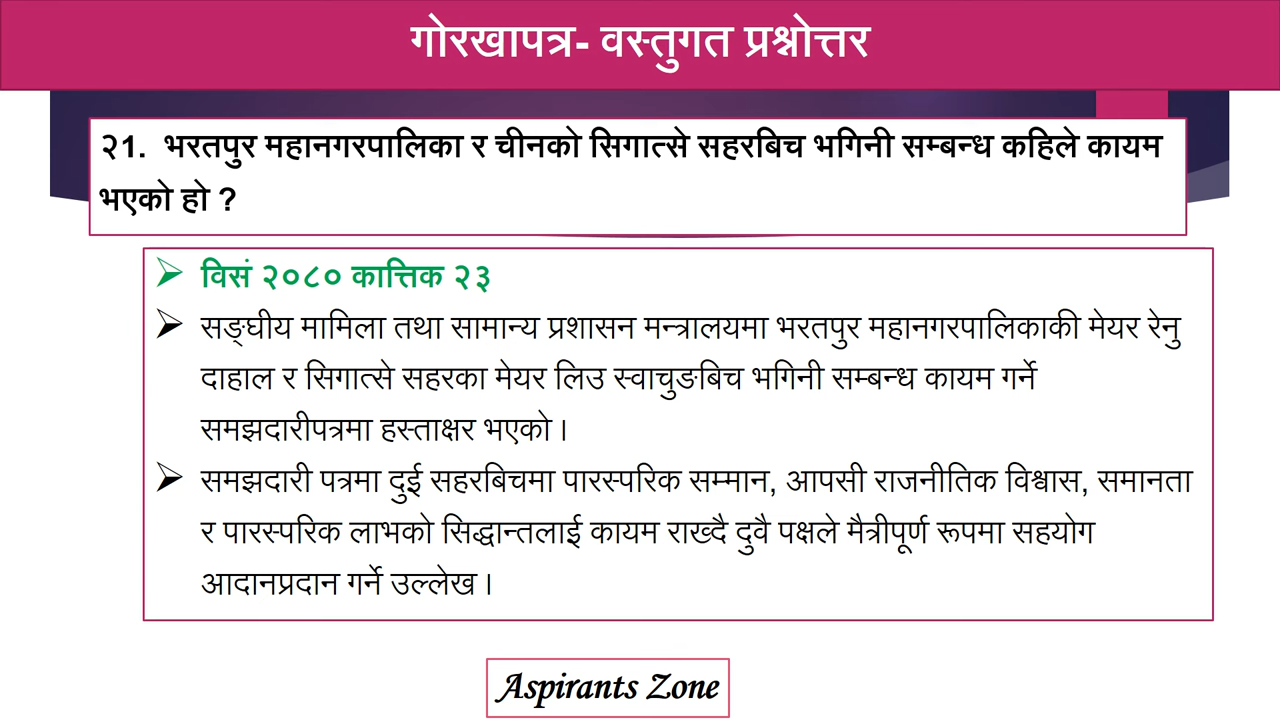 गोरखापत्र- वस्तुगत प्रश्नोत्तर
२1. भरतपुर महानगरपालिका र चीनको सिगात्से सहरबिच भगिनी सम्बन्ध कहिले कायम
भएको हो ?
विसं २०८० कात्तिक २३
सङ्घीय मामिला तथा सामान्य प्रशासन मन्त्रालयमा भरतपुर महानगरपालिकाकी मेयर रेनु
दाहाल र सिगात्से सहरका मेयर लिउ स्वाचुङबिच भगिनी सम्बन्ध कायम गर्ने
समझदारीपत्रमा हस्ताक्षर भएको ।
समझदारी पत्रमा दुई सहरबिचमा पारस्परिक सम्मान, आपसी राजनीतिक विश्वास, समानता
र पारस्परिक लाभको सिद्धान्तलाई कायम राख्दै दुवै पक्षले मैत्रीपूर्ण रूपमा सहयोग
आदानप्रदान गर्ने उल्लेख ।
Aspirants Zone